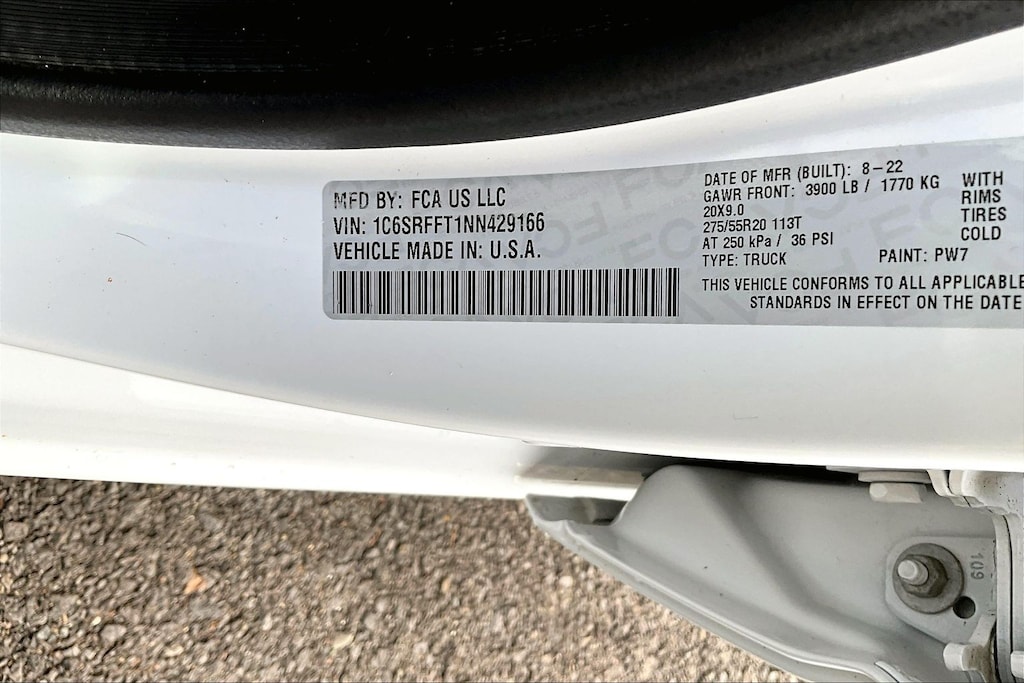 MFD BY: FCA US LLC
VIN: 1C6SRFFT1NN429166
VEHICLE MADE IN: U.S.A.
DATE OF MFR (BUILT): 8-22
GAWR FRONT: 3900 LB / 1770 KG WITH
20X9.0 RIMS
275/55R20 113T TIRES
AT 250 kPa / 36 PSI COLD
TYPE: TRUCK PAINT: PW7
THIS VEHICLE CONFORMS TO ALL APPLICABLE
STANDARDS IN EFFECT ON THE DATE
109